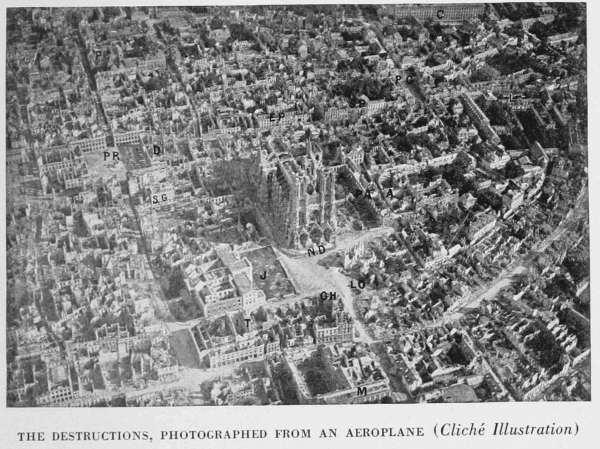 C
P C
L
P
E P
P R
D
S G
A
A
N D
J
L O
C H
T
M
THE DESTRUCTIONS, PHOTOGRAPHED FROM AN AEROPLANE (Cliché Illustration)